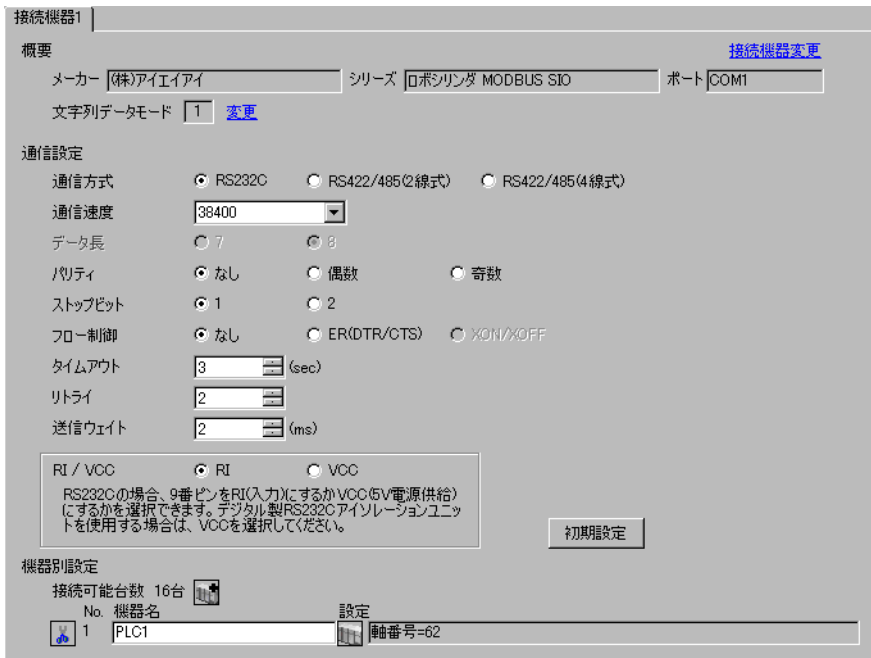 接続機器1
概要 接続機器変更
メーカー (株)アイエイアイ シリーズ ロボシリンダ MODBUS SIO ポート COM1
文字列データモード 1 変更
通信設定
通信方式 RS232C RS422/485(2線式) RS422/485(4線式)
通信速度 38400
データ長 7 8
パリティ なし 偶数 奇数
ストップビット 1 2
フロー制御 なし ER(DTR/CTS) XON/XOFF
タイムアウト 3 (sec)
リトライ 2
送信ウェイト 2 (ms)
RI / VCC RI VCC
RS232Cの場合、9番ピンをRI(入力)にするかVCC(5V電源供給)
にするかを選択できます。デジタル製RS232Cアイソレーションユニッ
トを使用する場合は、VCCを選択してください。
初期設定
機器別設定
接続可能台数 16台
No. 機器名 設定
1 PLC1 軸番号=62